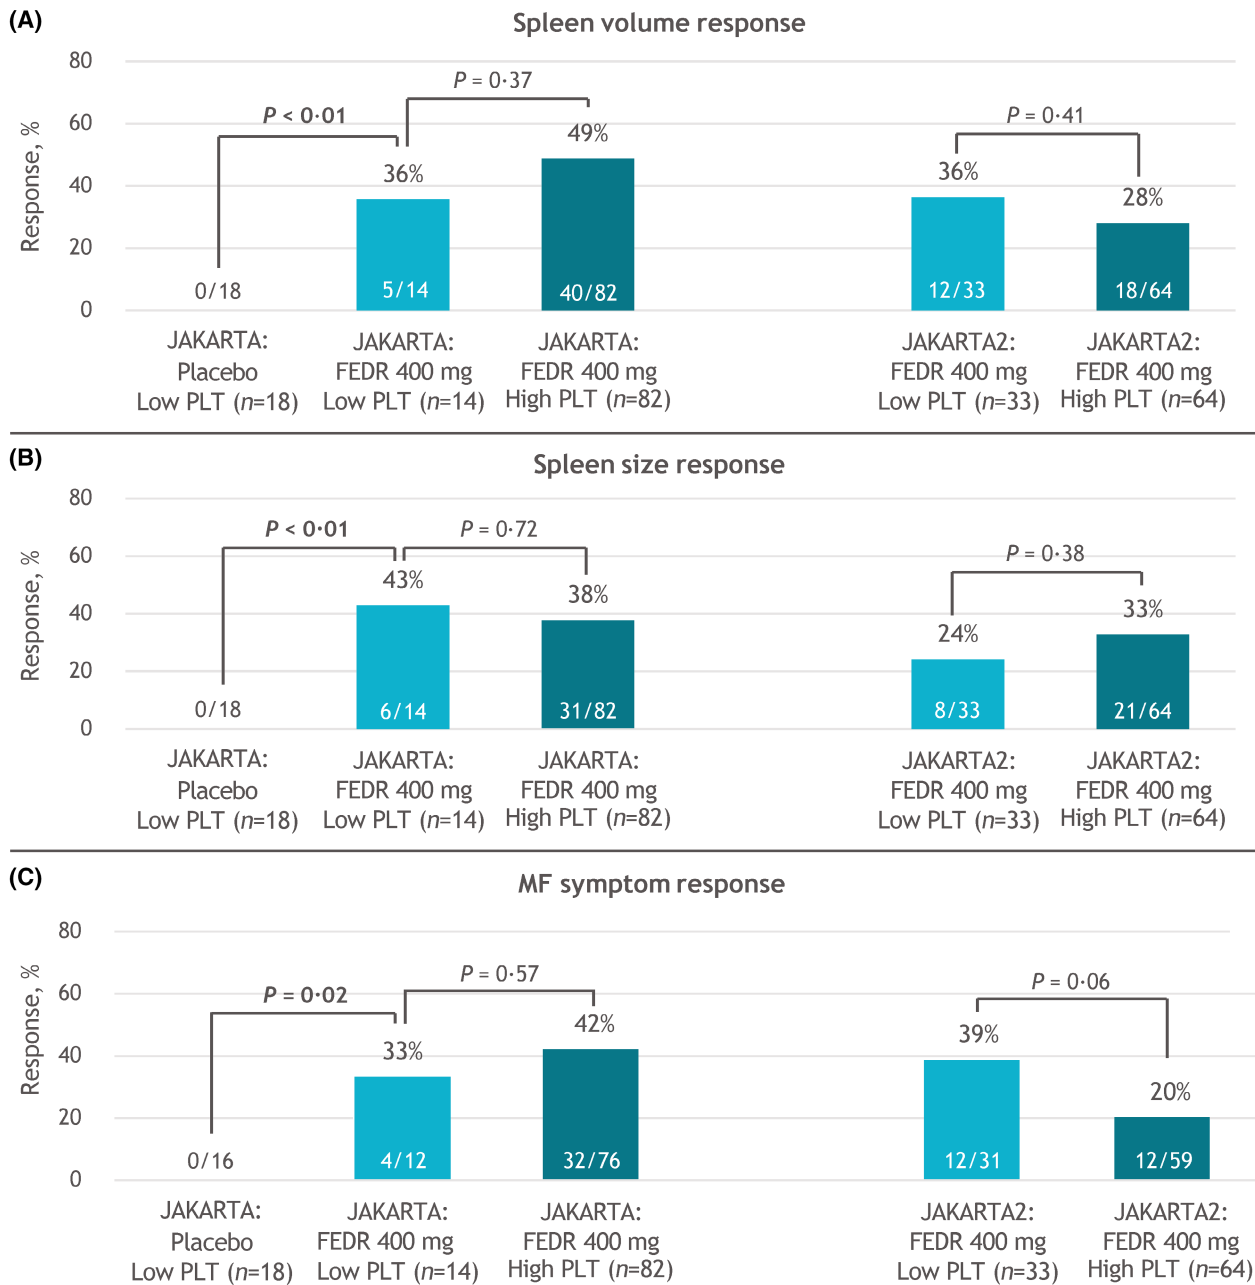 (A)
Spleen volume response
Response, %
80
60
40
20
0
P < 0·01
P = 0·37
P = 0·41
36%
49%
36%
28%
0/18
5/14
40/82
12/33
18/64
JAKARTA:
Placebo
Low PLT (n=18)
JAKARTA:
FEDR 400 mg
Low PLT (n=14)
JAKARTA:
FEDR 400 mg
High PLT (n=82)
JAKARTA2:
FEDR 400 mg
Low PLT (n=33)
JAKARTA2:
FEDR 400 mg
High PLT (n=64)
(B)
Spleen size response
Response, %
80
60
40
20
0
P < 0·01
P = 0·72
P = 0·38
43%
38%
24%
33%
0/18
6/14
31/82
8/33
21/64
JAKARTA:
Placebo
Low PLT (n=18)
JAKARTA:
FEDR 400 mg
Low PLT (n=14)
JAKARTA:
FEDR 400 mg
High PLT (n=82)
JAKARTA2:
FEDR 400 mg
Low PLT (n=33)
JAKARTA2:
FEDR 400 mg
High PLT (n=64)
(C)
MF symptom response
Response, %
80
60
40
20
0
P = 0·02
P = 0·57
P = 0·06
33%
42%
39%
20%
0/16
4/12
32/76
12/31
12/59
JAKARTA:
Placebo
Low PLT (n=18)
JAKARTA:
FEDR 400 mg
Low PLT (n=14)
JAKARTA:
FEDR 400 mg
High PLT (n=82)
JAKARTA2:
FEDR 400 mg
Low PLT (n=33)
JAKARTA2:
FEDR 400 mg
High PLT (n=64)